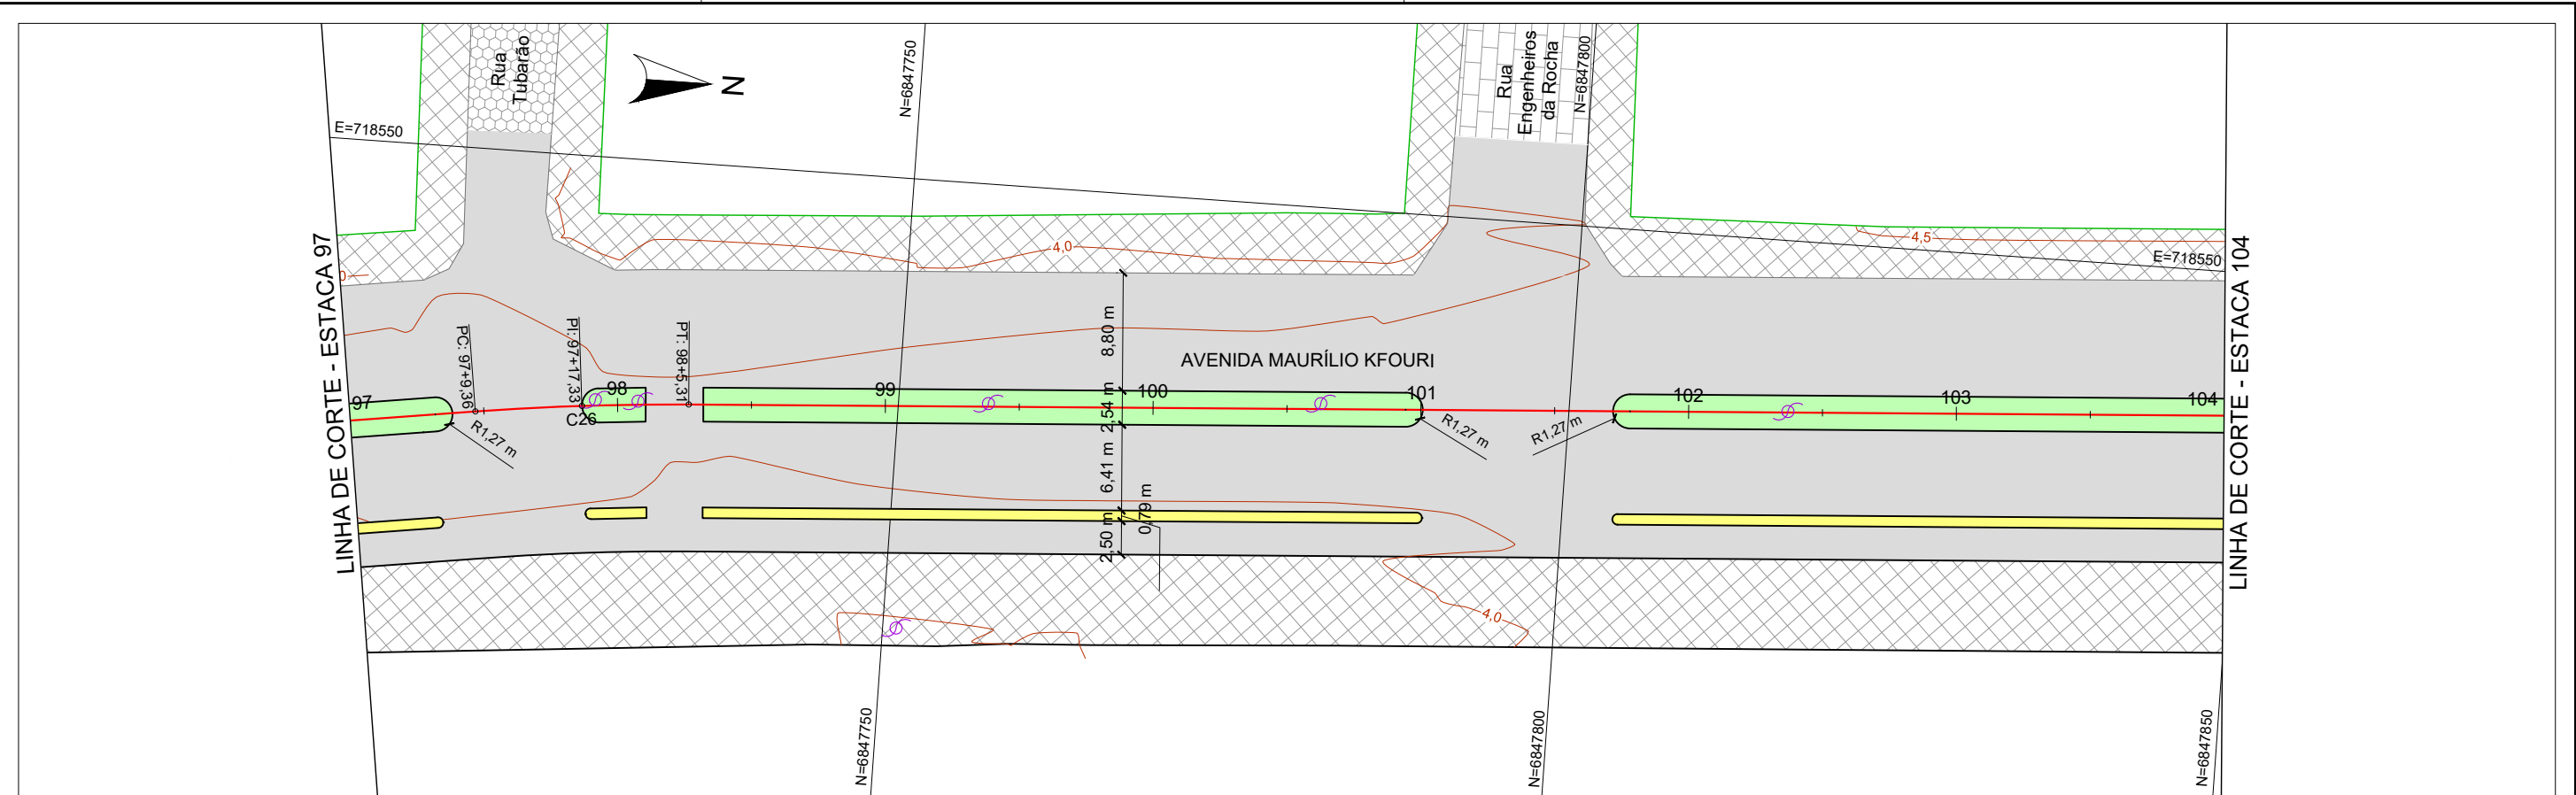 Rua
Tubarão
N
N=6847750
Rua
Engenheiros
da Rocha
N=6847800
E=718550
4,0
4,5
E=718550
0
LINHA DE CORTE - ESTACA 97
LINHA DE CORTE - ESTACA 104
PC: 97+9,36
PI: 97+17,33
PT: 98+5,31
8,80 m
AVENIDA MAURÍLIO KFOURI
97
98
99
100
101
102
103
104
C26
R1,27 m
2,54 m
R1,27 m
R1,27 m
6,41 m
0,79 m
2,50 m
4,0
N=6847750
N=6847800
N=6847850